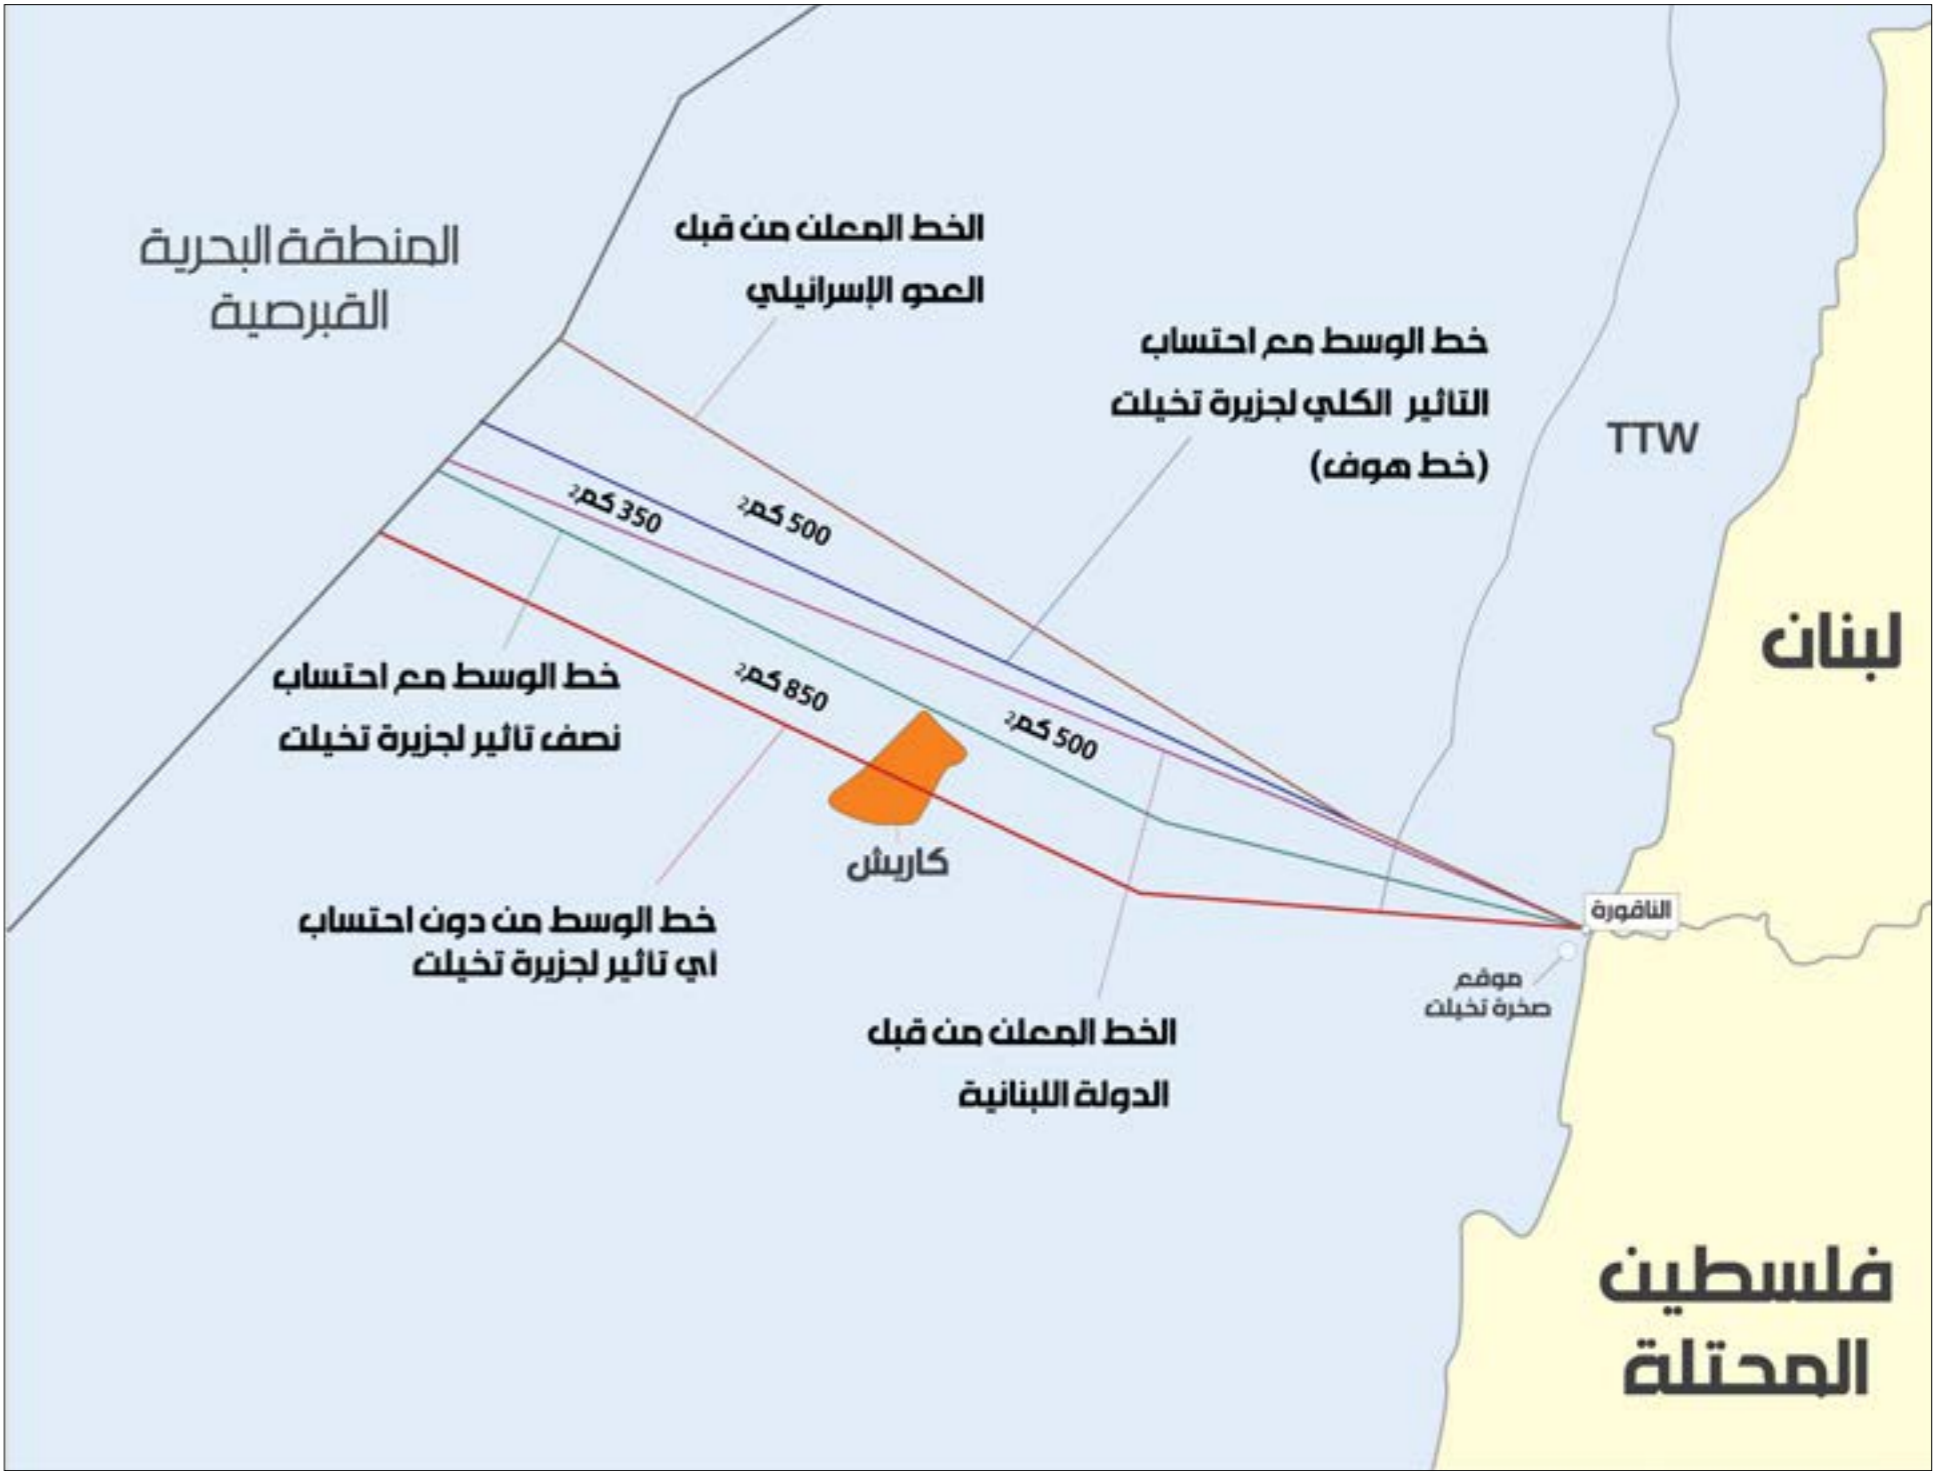 الخط المعلن من قبل
العدو الإسرائيلي
المنطقة البحرية
القبرصية
خط الوسط مع احتساب
التأثير الكلي لجزيرة تخيلت
(خط هوف)
TTW
500 كم2
350 كم2
لبنان
خط الوسط مع احتساب
نصف تأثير لجزيرة تخيلت
850 كم2
500 كم2
كاريش
الناقورة
خط الوسط من دون احتساب
أي تأثير لجزيرة تخيلت
موقع
صخرة تخيلت
الخط المعلن من قبل
الدولة اللبنانية
فلسطين
المحتلة